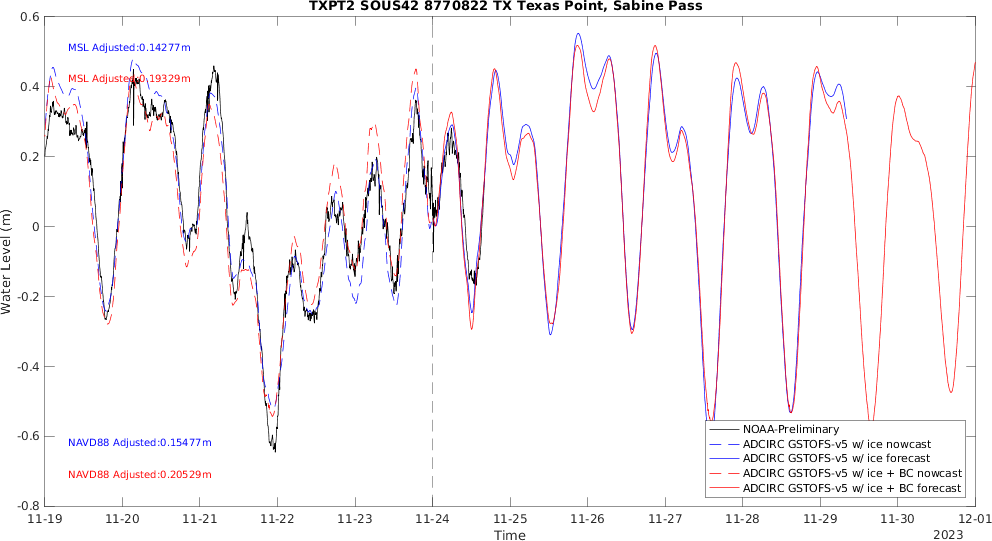 TXPT2 SOUS42 8770822 TX Texas Point, Sabine Pass
0.6
0.4
0.2
0
-0.2
-0.4
-0.6
-0.8
Water Level (m)
MSL Adjusted:0.14277m
MSL Adjusted:0.19329m
NAVD88 Adjusted:0.15477m
NAVD88 Adjusted:0.20529m
NOAA-Preliminary
ADCIRC GSTOFS-v5 w/ ice nowcast
ADCIRC GSTOFS-v5 w/ ice forecast
ADCIRC GSTOFS-v5 w/ ice + BC nowcast
ADCIRC GSTOFS-v5 w/ ice + BC forecast
11-19 11-20 11-21 11-22 11-23 11-24 11-25 11-26 11-27 11-28 11-29 11-30 12-01
Time
2023